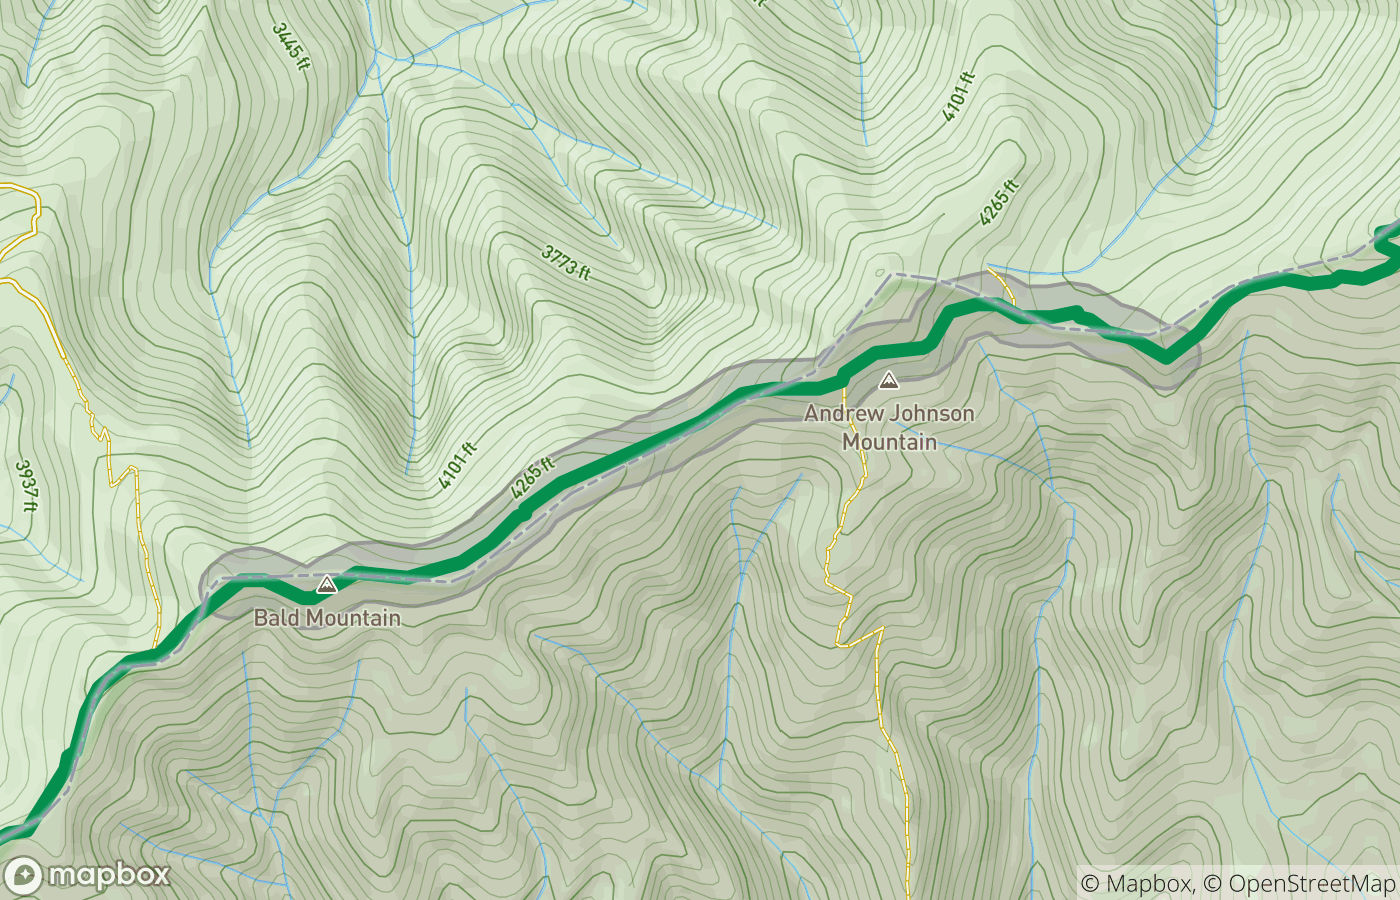 3445 ft
4101 ft
4265 ft
3773 ft
Andrew Johnson
Mountain
4101 ft
4265 ft
3937 ft
Bald Mountain
mapbox
© Mapbox, © OpenStreetMap